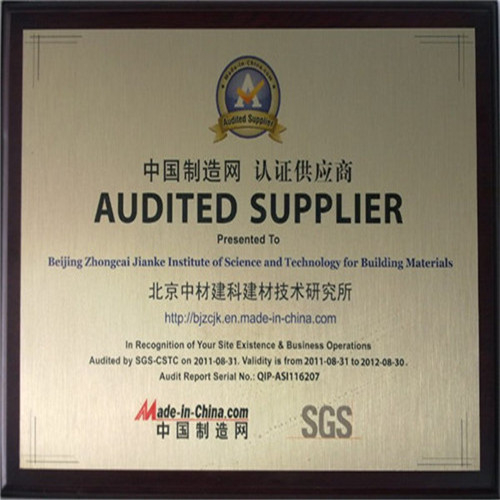 Made-in-China.com
Audited Supplier
中国制造网 认证供应商
AUDITED SUPPLIER
Presented To
Beijing Zhongcai Jianke Institute of Science and Technology for Building Materials
北京中材建科建材技术研究所
http://bjzcjk.en.made-in-china.com
In Recognition of Your Site Existence & Business Operations
Audited by SGS-CSTC on 2011-08-31. Validity is from 2011-08-31 to 2012-08-30.
Audit Report Serial No.: QIP-ASI116207
Made-in-China.com
中国制造网
SGS